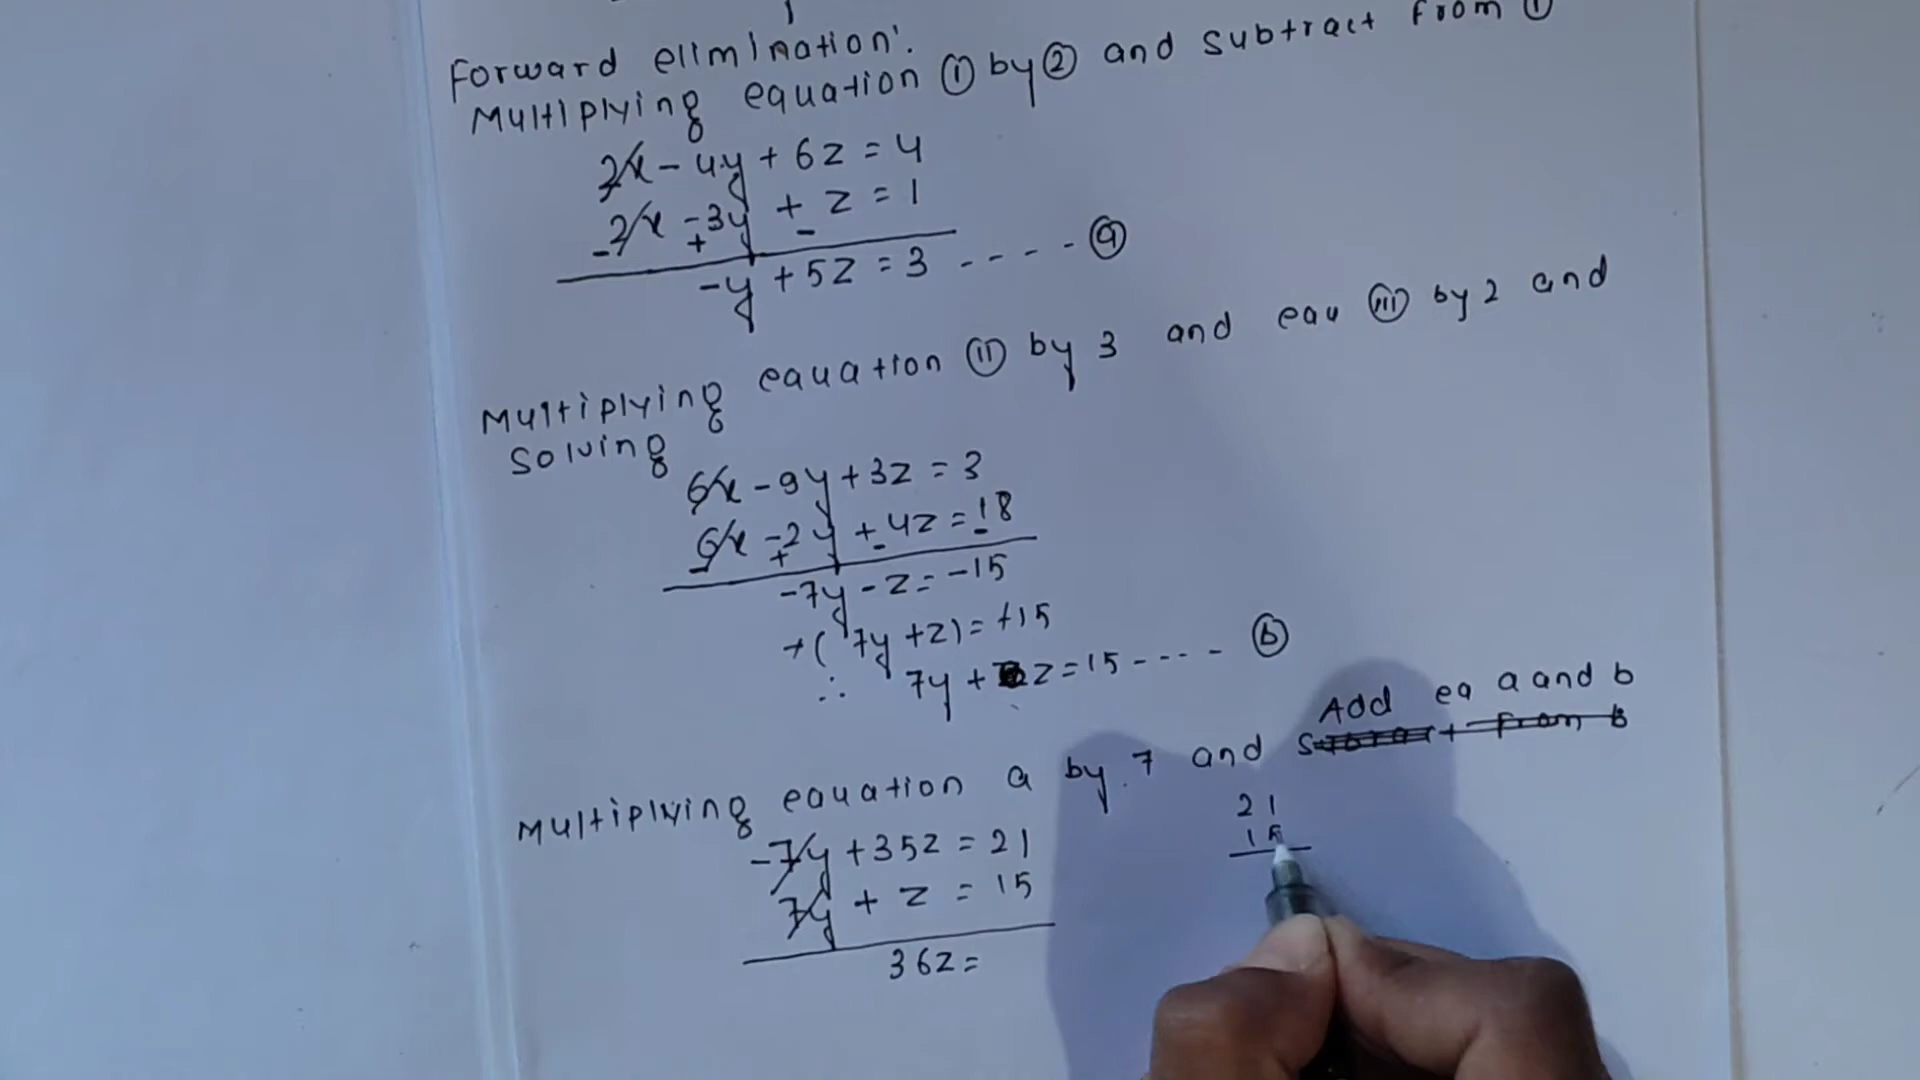 Forward elimination:
Multiplying equation ① by ② and subtract from ①
2x - 4y + 6z = 4
2x - 3y + z = 1
- + -
-y + 5z = 3 ---- ⓐ
Multiplying equation ⅱ by 3 and equ ⅲ by 2 and
Solving
6x - 9y + 3z = 3
6x - 2y + 4z = 18
- + - -
-7y - z = -15
+(7y + z) = +15
∴ 7y + z = 15 ---- ⓑ
Add eq a and b
Multiplying equation a by 7 and Subtract from b
-7y + 35z = 21
7y + z = 15
36z =
21
15